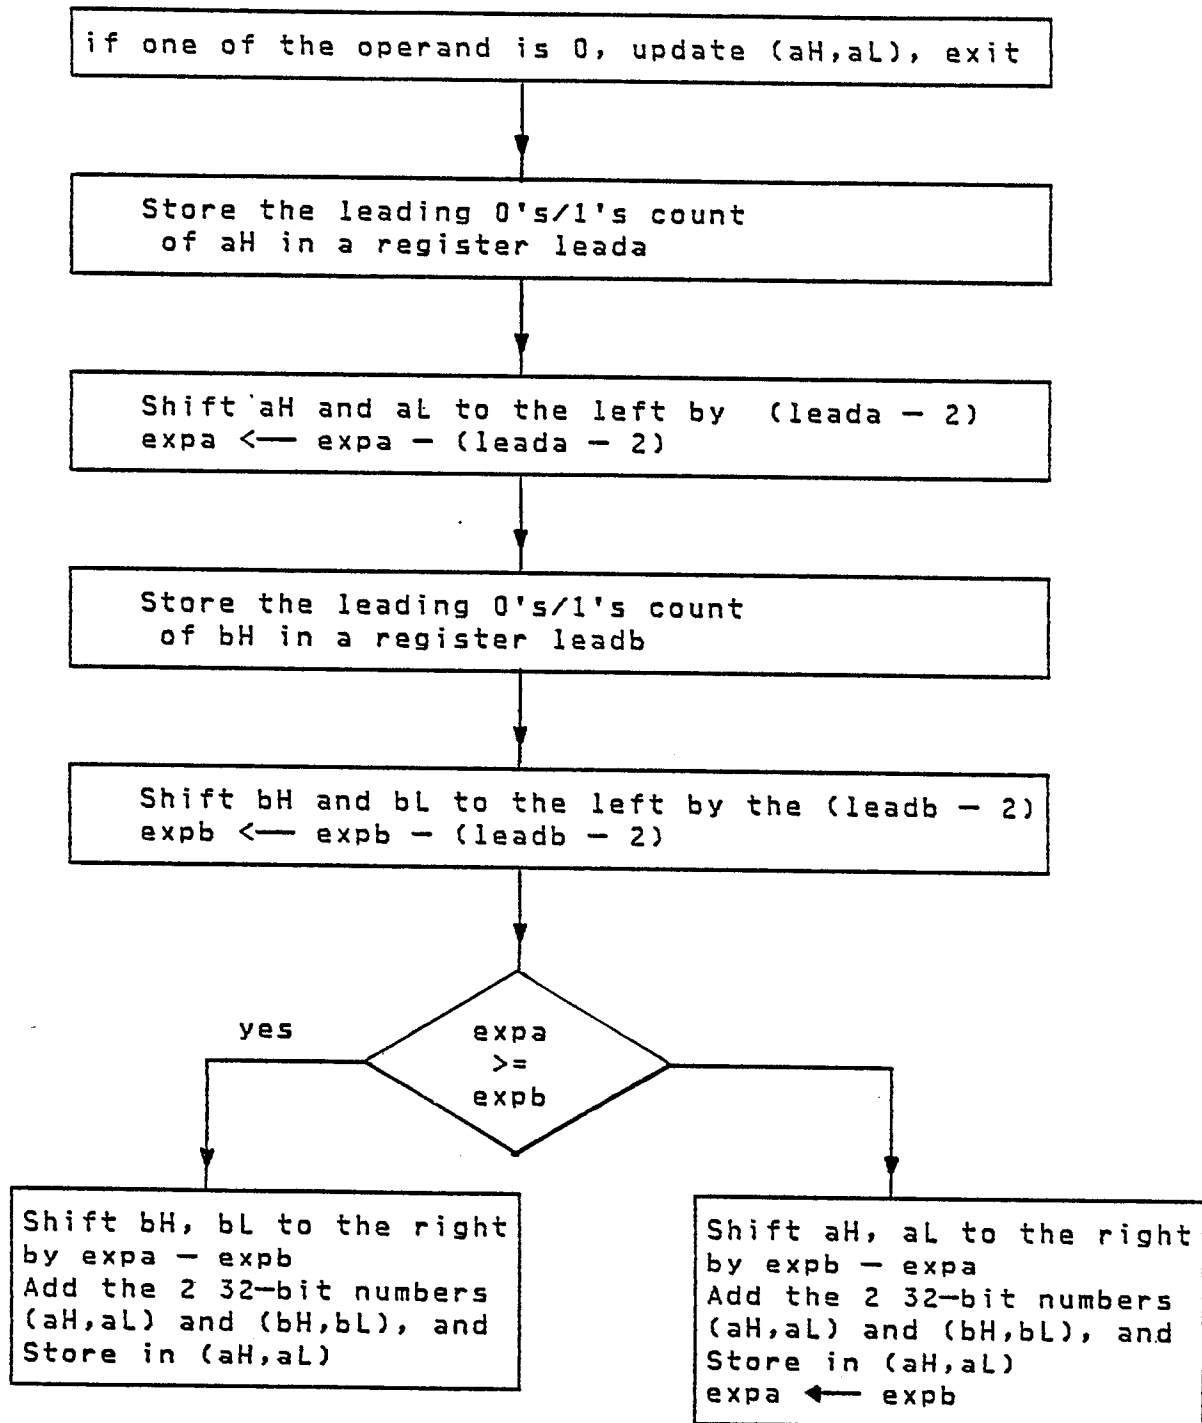 if one of the operand is 0, update (aH,aL), exit
Store the leading 0's/1's count
of aH in a register leada
Shift aH and aL to the left by (leada — 2)
expa <— expa — (leada — 2)
Store the leading 0's/1's count
of bH in a register leadb
Shift bH and bL to the left by the (leadb — 2)
expb <— expb — (leadb — 2)
yes
expa
>=
expb
Shift bH, bL to the right
by expa — expb
Add the 2 32—bit numbers
(aH,aL) and (bH,bL), and
Store in (aH,aL)
Shift aH, aL to the right
by expb — expa
Add the 2 32—bit numbers
(aH,aL) and (bH,bL), and
Store in (aH,aL)
expa ← expb